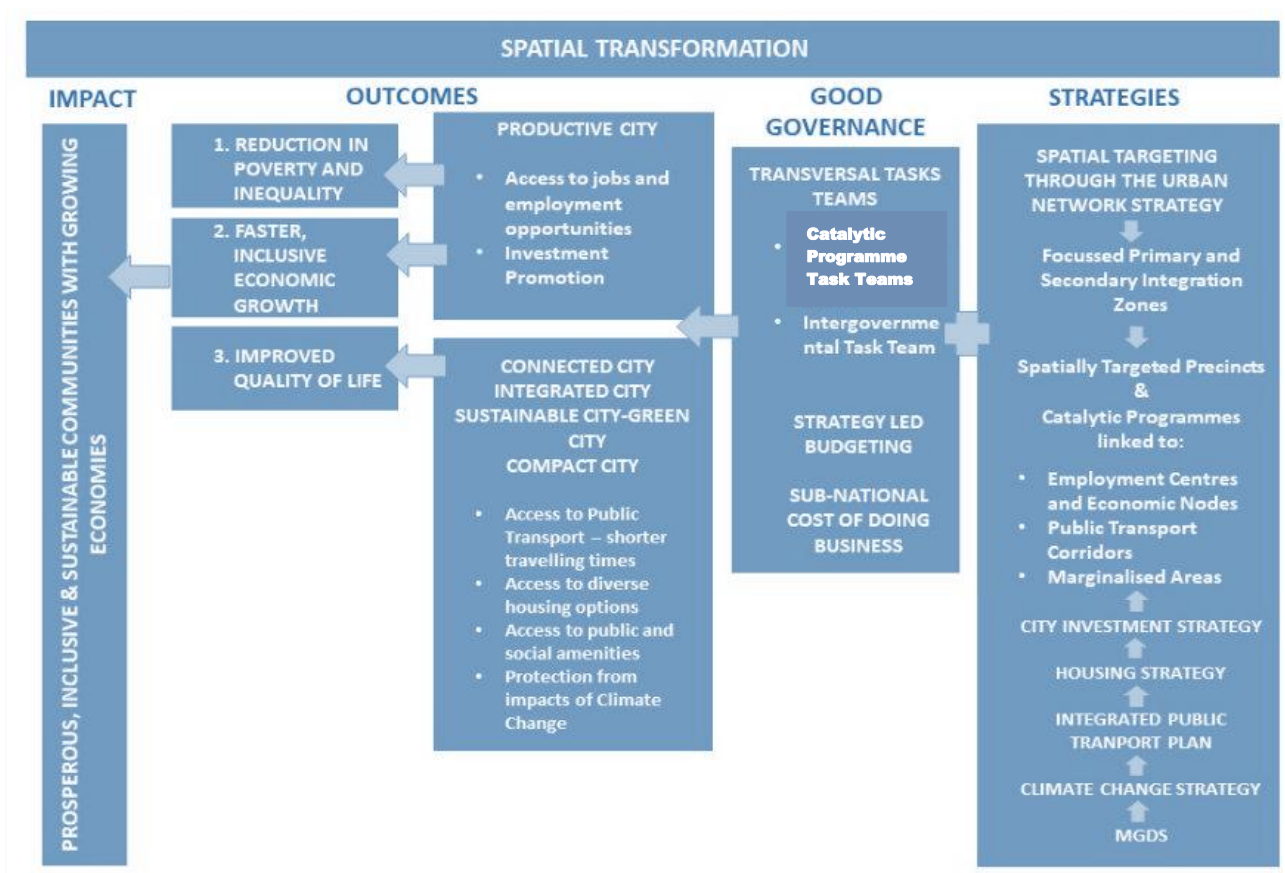 SPATIAL TRANSFORMATION
IMPACT
PROSPEROUS, INCLUSIVE & SUSTAINABLE COMMUNITIES WITH GROWING
ECONOMIES
OUTCOMES
1. REDUCTION IN
POVERTY AND
INEQUALITY
2. FASTER,
INCLUSIVE
ECONOMIC
GROWTH
3. IMPROVED
QUALITY OF LIFE
PRODUCTIVE CITY
• Access to jobs and
employment
opportunities
• Investment
Promotion
CONNECTED CITY
INTEGRATED CITY
SUSTAINABLE CITY-GREEN
CITY
COMPACT CITY
• Access to Public
Transport – shorter
travelling times
• Access to diverse
housing options
• Access to public and
social amenities
• Protection from
impacts of Climate
Change
GOOD
GOVERNANCE
TRANSVERSAL TASKS
TEAMS
• Catalytic
Programme
Task Teams
• Intergovernme
ntal Task Team
STRATEGY LED
BUDGETING
SUB-NATIONAL
COST OF DOING
BUSINESS
STRATEGIES
SPATIAL TARGETING
THROUGH THE URBAN
NETWORK STRATEGY
Focussed Primary and
Secondary Integration
Zones
Spatially Targeted Precincts
&
Catalytic Programmes
linked to:
• Employment Centres
and Economic Nodes
• Public Transport
Corridors
• Marginalised Areas
CITY INVESTMENT STRATEGY
HOUSING STRATEGY
INTEGRATED PUBLIC
TRANPORT PLAN
CLIMATE CHANGE STRATEGY
MGDS